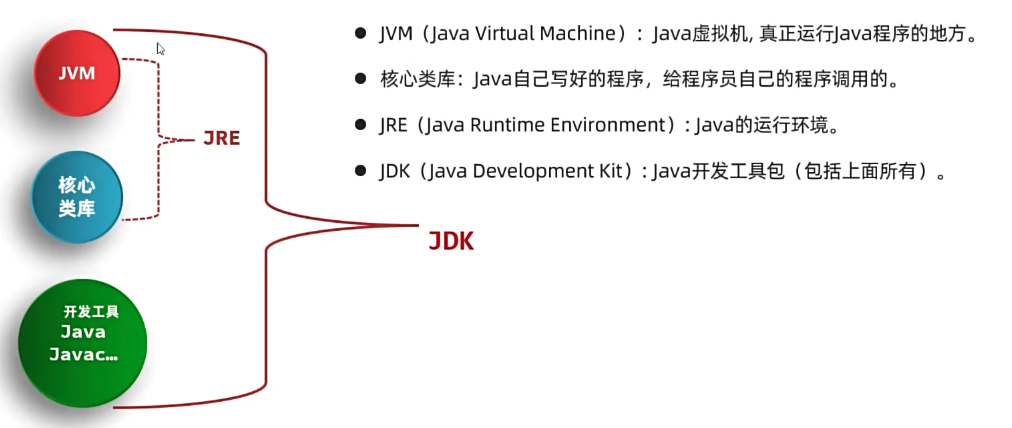 JVM
核心
类库
开发工具
Java
Javac...
JRE
JDK
● JVM（Java Virtual Machine）：Java虚拟机, 真正运行Java程序的地方。
● 核心类库：Java自己写好的程序，给程序员自己的程序调用的。
● JRE（Java Runtime Environment）: Java的运行环境。
● JDK（Java Development Kit）: Java开发工具包（包括上面所有）。